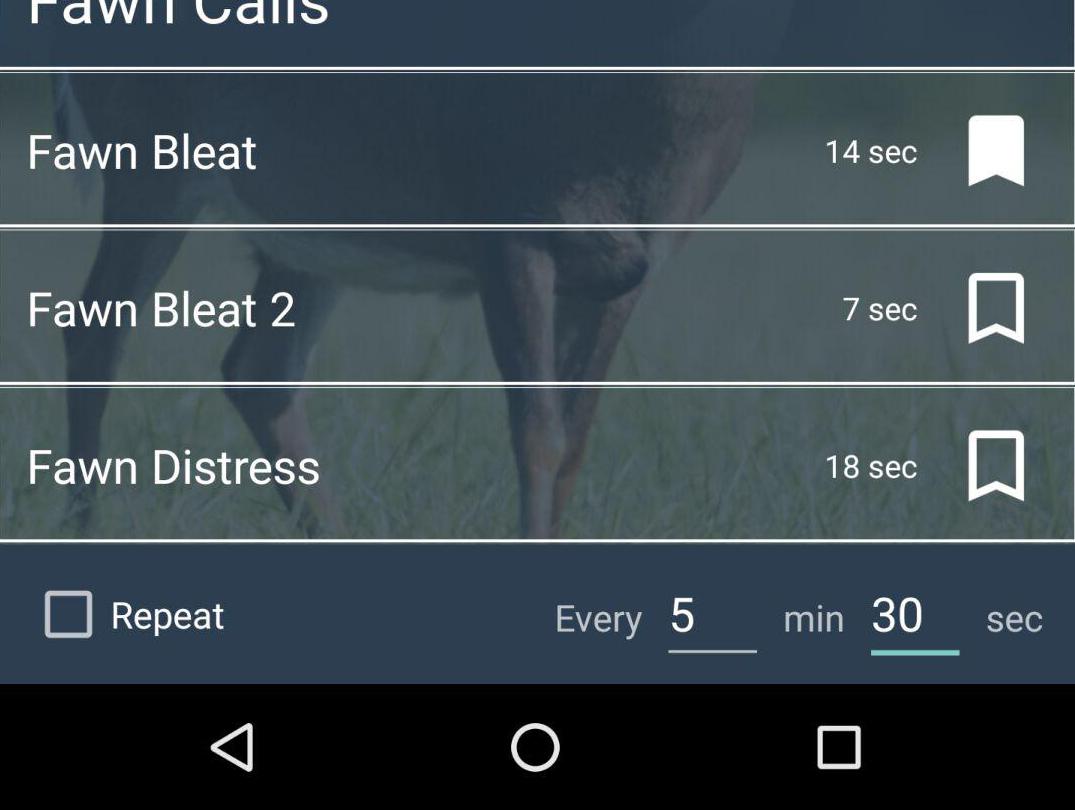 Fawn Calls
Fawn Bleat 14 sec
Fawn Bleat 2 7 sec
Fawn Distress 18 sec
Repeat Every 5 min 30 sec